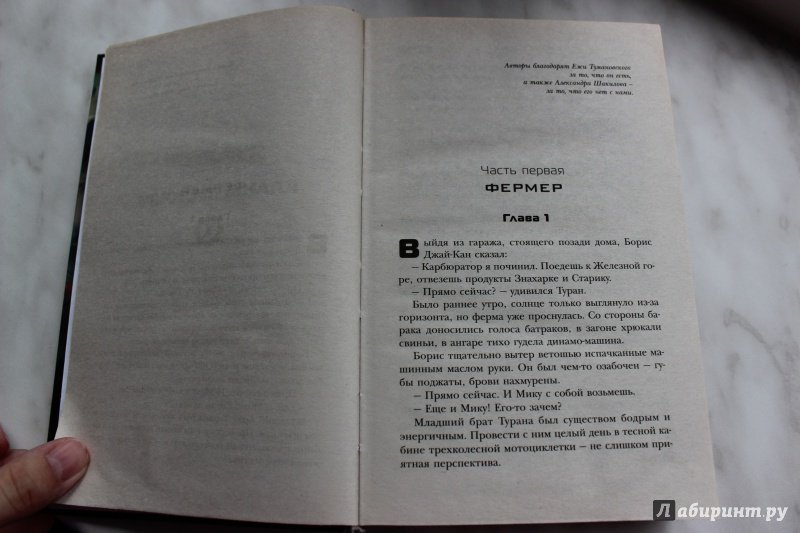 Авторы благодарят Ежи Тумановского
за то, что он есть,
а также Александра Шакилова –
за то, что его нет с нами.
Часть первая
ФЕРМЕР
Глава 1
Выйдя из гаража, стоящего позади дома, Борис
Джай-Кан сказал:
– Карбюратор я починил. Поедешь к Железной го-
ре, отвезешь продукты Знахарке и Старику.
– Прямо сейчас? – удивился Туран.
Было раннее утро, солнце только выглянуло из-за
горизонта, но ферма уже проснулась. Со стороны ба-
рака доносились голоса батраков, в загоне хрюкали
свиньи, в ангаре тихо гудела динамо-машина.
Борис тщательно вытер ветошью испачканные ма-
шинным маслом руки. Он был чем-то озабочен – гу-
бы поджаты, брови нахмурены.
– Прямо сейчас. И Мику с собой возьмешь.
– Еще и Мику! Его-то зачем?
Младший брат Турана был существом бодрым и
энергичным. Провести с ним целый день в тесной ка-
бине трехколесной мотоциклетки – не слишком при-
ятная перспектива.
Лабиринт.ру